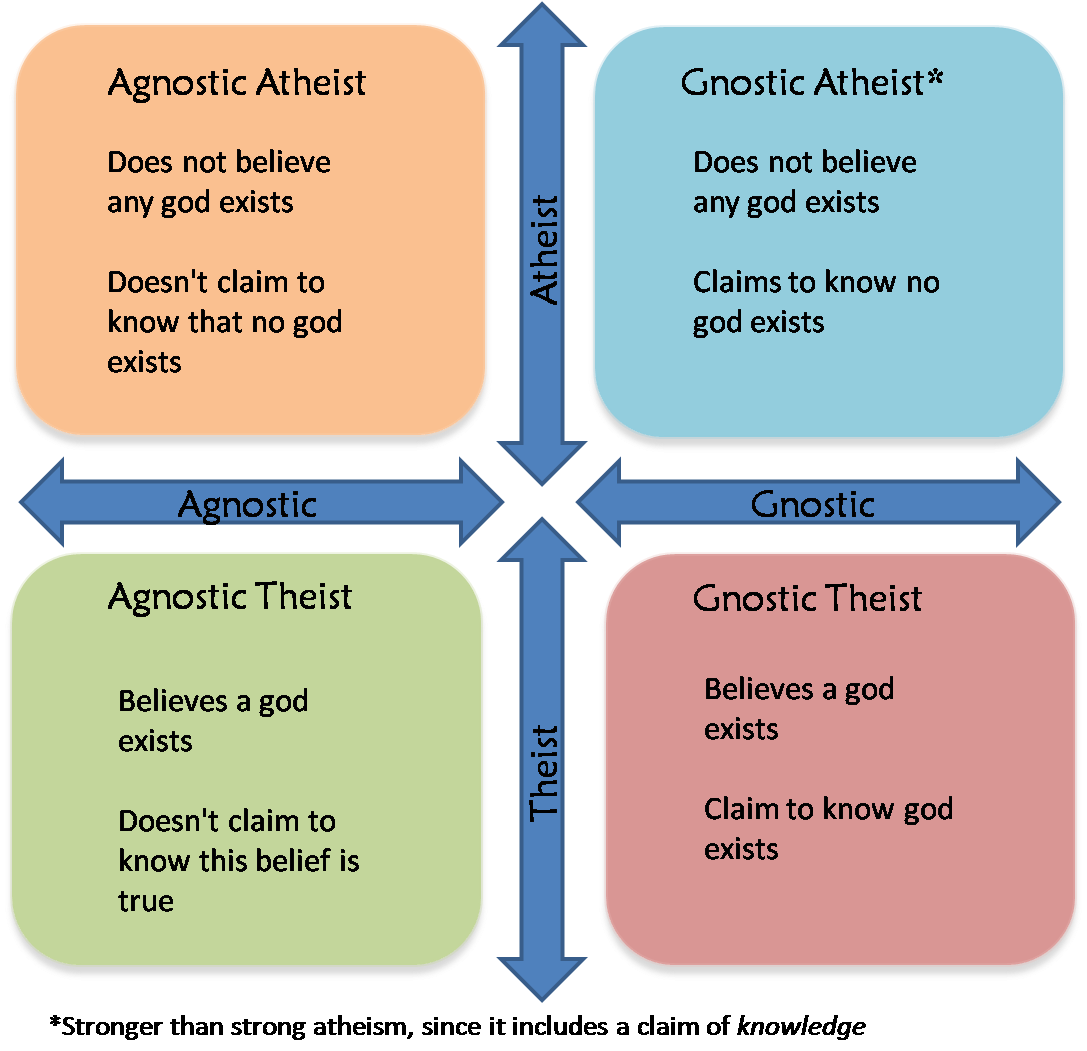 Agnostic Atheist
Does not believe
any god exists
Doesn't claim to
know that no god
exists
Gnostic Atheist*
Does not believe
any god exists
Claims to know no
god exists
Atheist
Agnostic
Gnostic
Agnostic Theist
Believes a god
exists
Doesn't claim to
know this belief is
true
Theist
Gnostic Theist
Believes a god
exists
Claim to know god
exists
*Stronger than strong atheism, since it includes a claim of knowledge